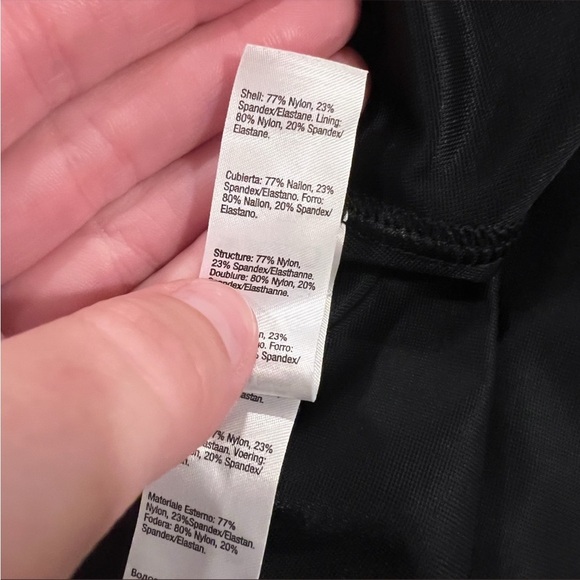 Shell: 77% Nylon, 23%
Spandex/Elastane. Lining:
80% Nylon, 20% Spandex/
Elastane.
Cubierta: 77% Nailon, 23%
Spandex/Elastano. Forro:
80% Nailon, 20% Spandex/
Elastano.
Structure: 77% Nylon,
23% Spandex/Elasthanne.
Doublure: 80% Nylon, 20%
Spandex/Elasthanne.
23%
Forro:
Spandex/
Nylon, 23%
Voering:
20% Spandex/
Materiale Esterno: 77%
Nylon, 23%Spandex/Elastan.
Fodera: 80% Nylon, 20%
Spandex/Elastan.